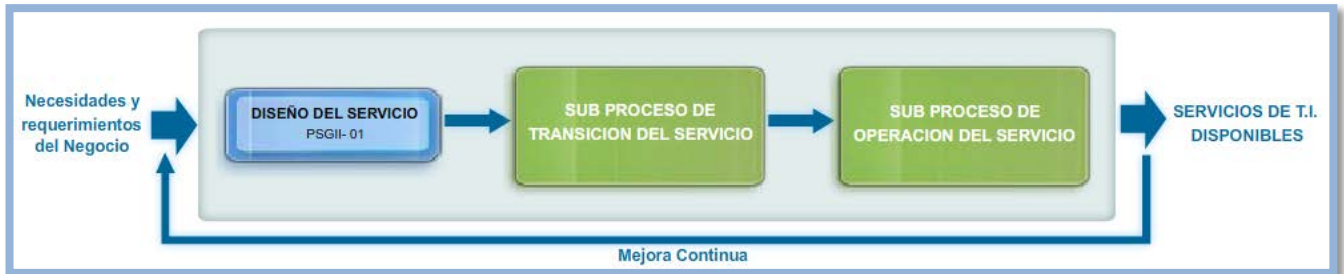 Necesidades y
requerimientos
del Negocio
DISEÑO DEL SERVICIO
PSGII- 01
SUB PROCESO DE
TRANSICION DEL SERVICIO
SUB PROCESO DE
OPERACION DEL SERVICIO
SERVICIOS DE T.I.
DISPONIBLES
Mejora Continua